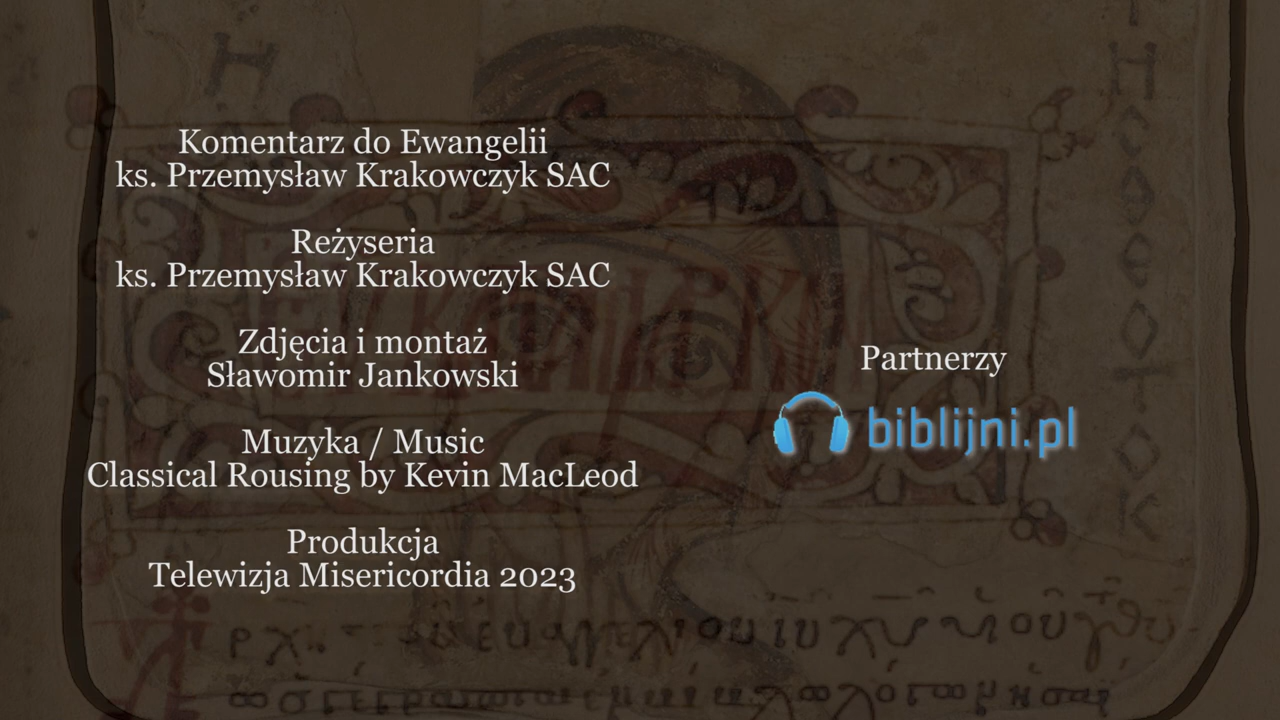 Komentarz do Ewangelii
ks. Przemysław Krakowczyk SAC
Reżyseria
ks. Przemysław Krakowczyk SAC
Zdjęcia i montaż
Sławomir Jankowski
Muzyka / Music
Classical Rousing by Kevin MacLeod
Produkcja
Telewizja Misericordia 2023
Partnerzy
biblijni.pl